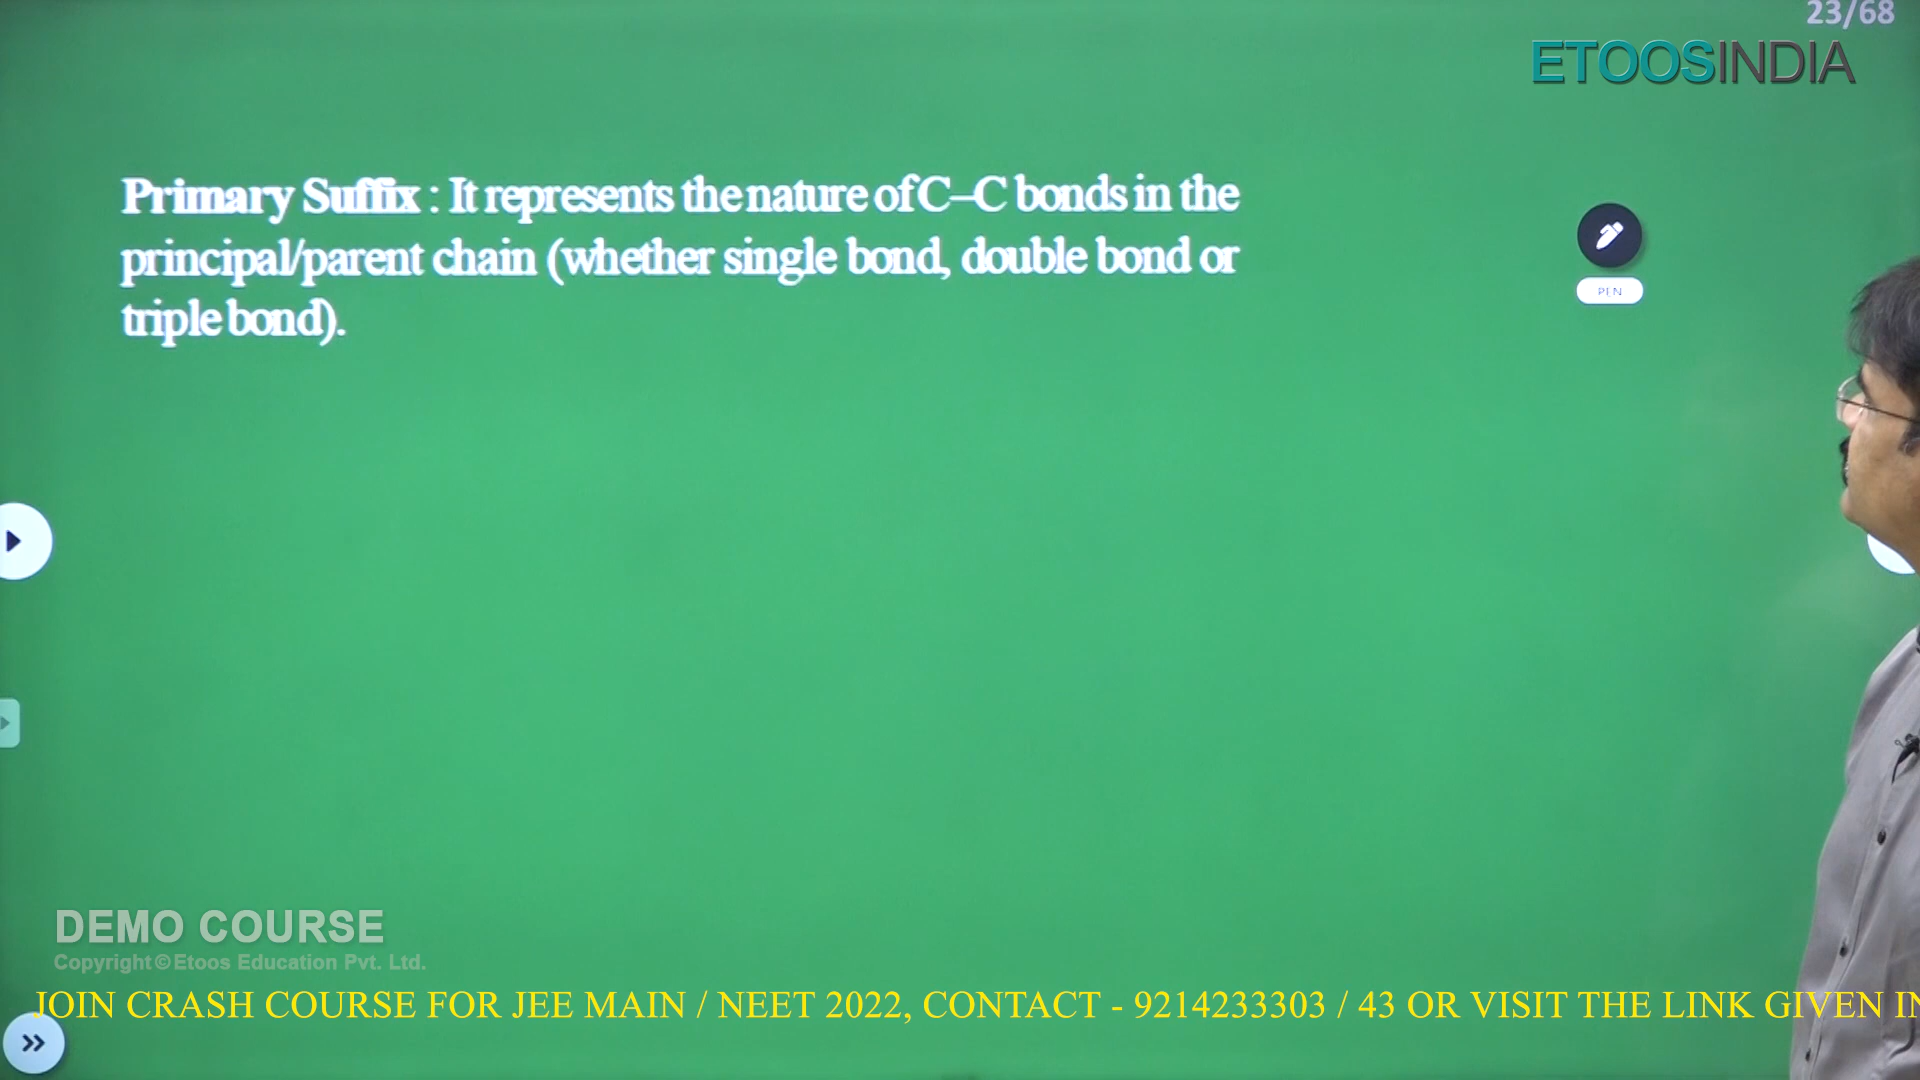 23/68
ETOOSINDIA
Primary Suffix : It represents the nature of C–C bonds in the
principal/parent chain (whether single bond, double bond or
triple bond).
PEN
DEMO COURSE
Copyright © Etoos Education Pvt. Ltd.
JOIN CRASH COURSE FOR JEE MAIN / NEET 2022, CONTACT - 9214233303 / 43 OR VISIT THE LINK GIVEN IN